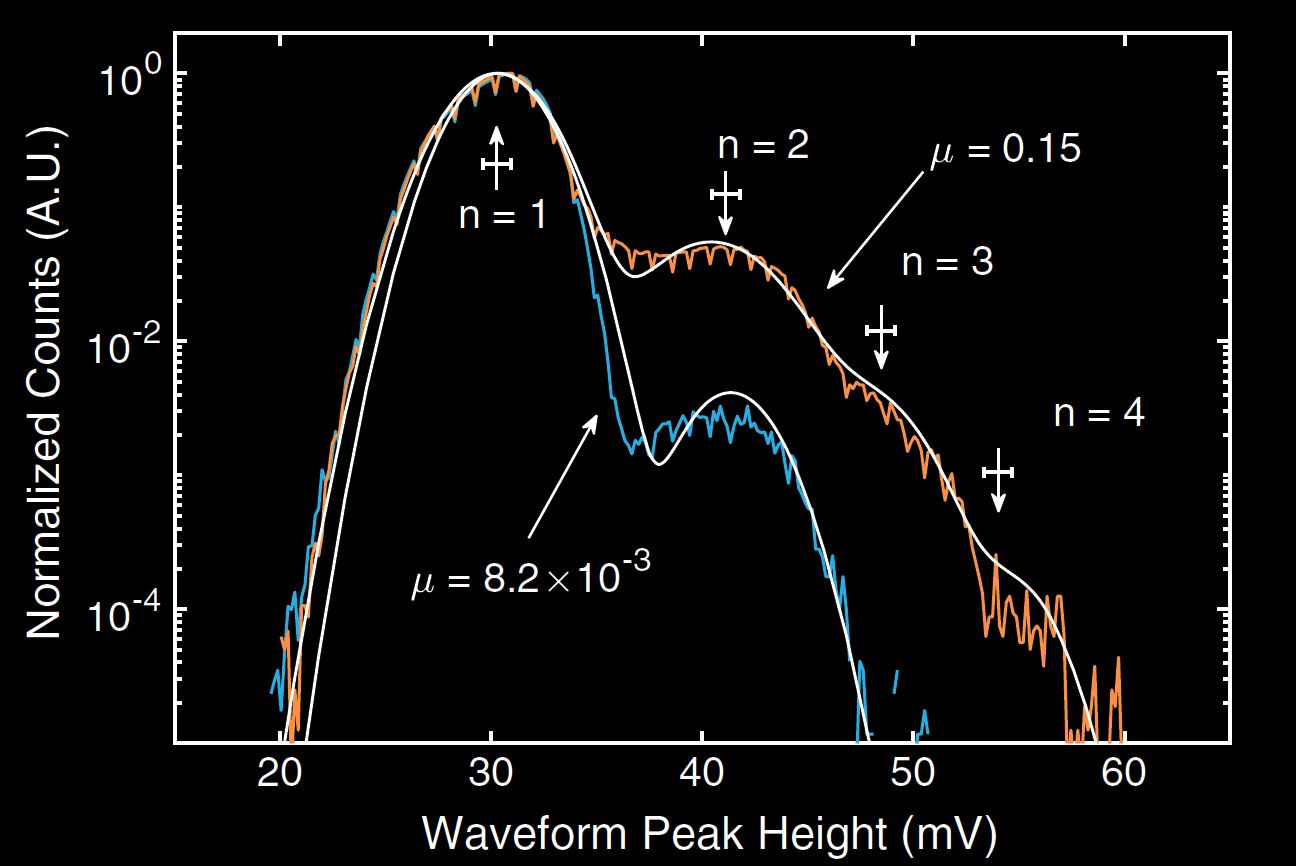 10^0
10^-2
10^-4
Normalized Counts (A.U.)
n = 1
n = 2
μ = 0.15
n = 3
n = 4
μ = 8.2×10^-3
20 30 40 50 60
Waveform Peak Height (mV)